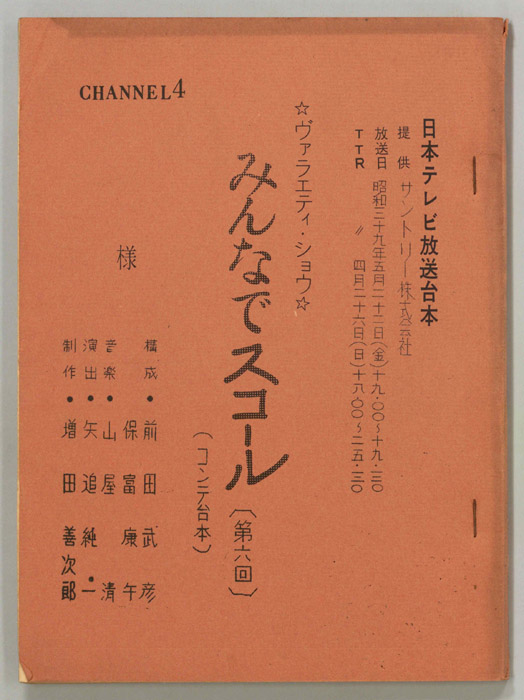 CHANNEL4
日本テレビ放送台本
提供 サントリー株式会社
放送日 昭和三十九年五月二十二日(金)十九・〇〇〜十九・三〇
TTR 〃 四月二十六日(日)十八・〇〇〜二五・三〇
☆ヴァラエティ・ショウ☆
みんなでスコール〔第六回〕
(コンテ台本)
様
構成・前田武彦
保富康午
音楽・山屋清
演出・矢追純一
制作・増田善次郎